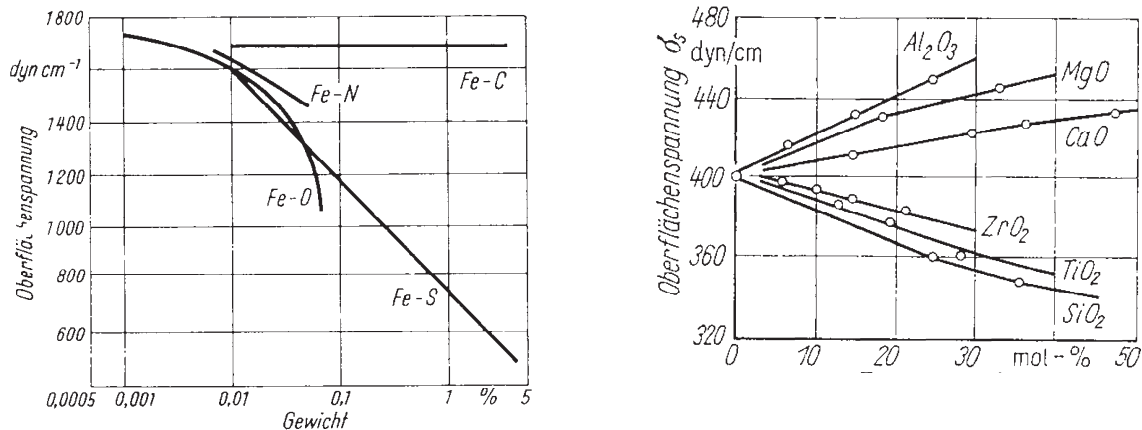 1800
dyn cm⁻¹
1600
1400
1200
1000
800
600
Oberflächenspannung
Fe-N
Fe-C
Fe-O
Fe-S
0,0005
0,001
0,01
0,1
1
%
5
Gewicht
480
dyn/cm
440
400
360
320
Oberflächenspannung σₛ
Al₂O₃
MgO
CaO
ZrO₂
TiO₂
SiO₂
0
10
20
30
mol-%
50